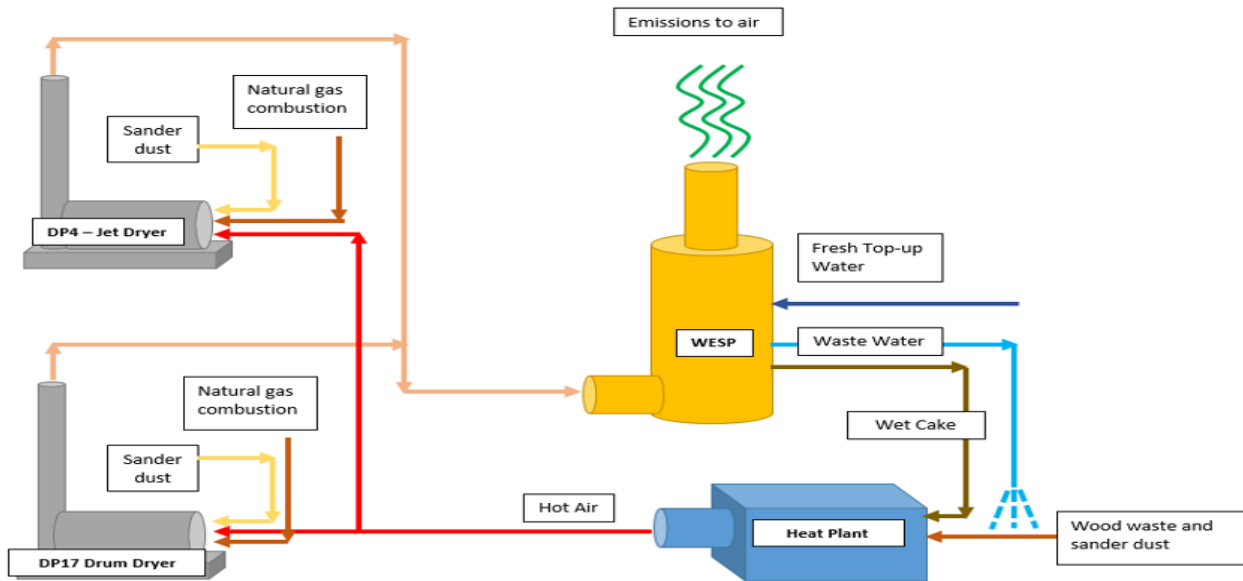 Emissions to air
Natural gas
combustion
Sander
dust
DP4 – Jet Dryer
Fresh Top-up
Water
WESP
Waste Water
Natural gas
combustion
Wet Cake
Sander
dust
Hot Air
Heat Plant
Wood waste and
sander dust
DP17 Drum Dryer